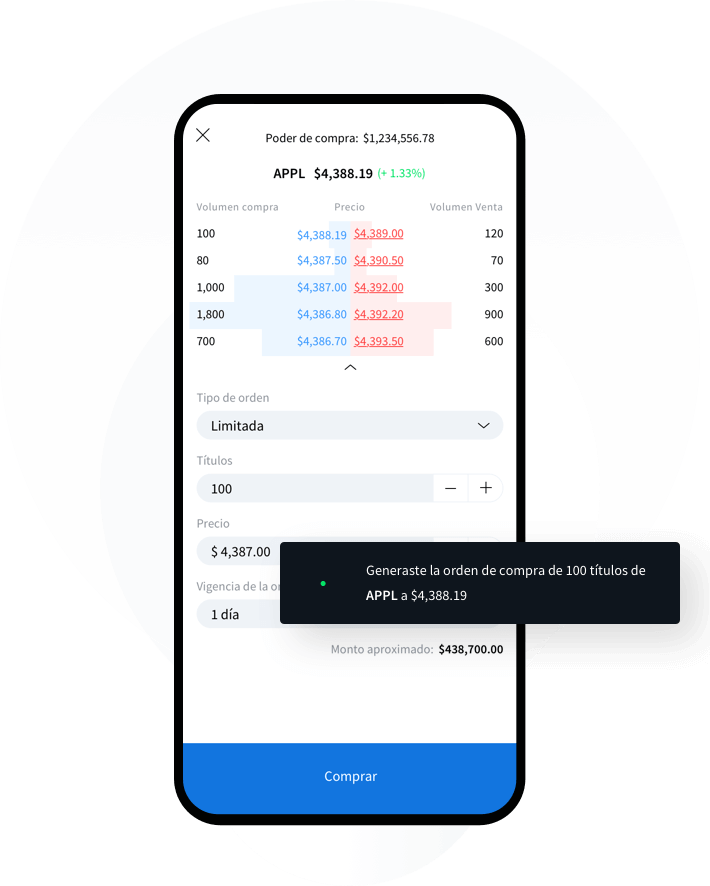 Poder de compra: $1,234,556.78
APPL $4,388.19 (+ 1.33%)
Volumen compra Precio Volumen Venta
100 $4,388.19 $4,389.00 120
80 $4,387.50 $4,390.50 70
1,000 $4,387.00 $4,392.00 300
1,800 $4,386.80 $4,392.20 900
700 $4,386.70 $4,393.50 600
Tipo de orden
Limitada
Títulos
100
Precio
$ 4,387.00
Generaste la orden de compra de 100 títulos de
APPL a $4,388.19
Vigencia de la
1 día
Monto aproximado: $438,700.00
Comprar